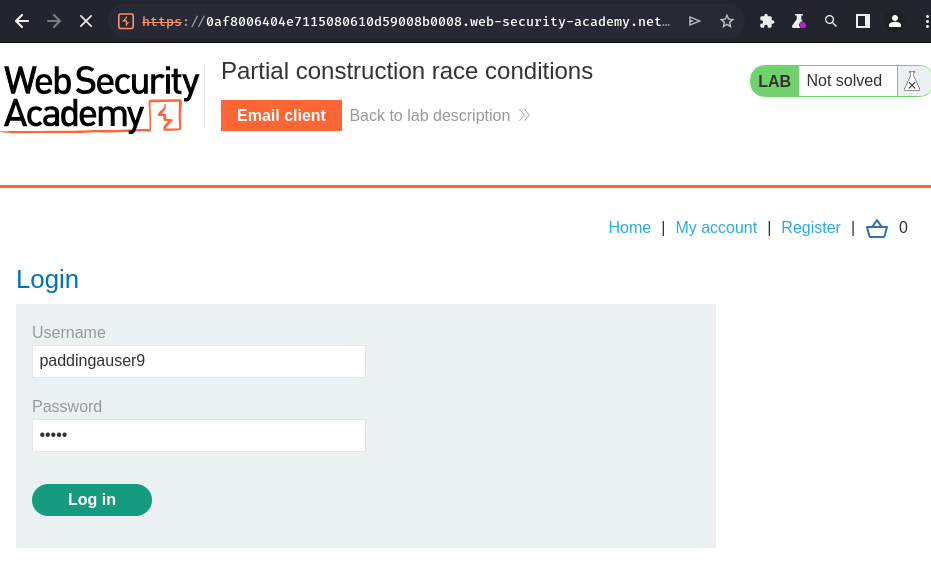 https://0af8006404e7115080610d59008b0008.web-security-academy.net…
Web Security
Academy
Partial construction race conditions
LAB Not solved
Email client Back to lab description
Home | My account | Register | 0
Login
Username
paddingauser9
Password
•••••
Log in